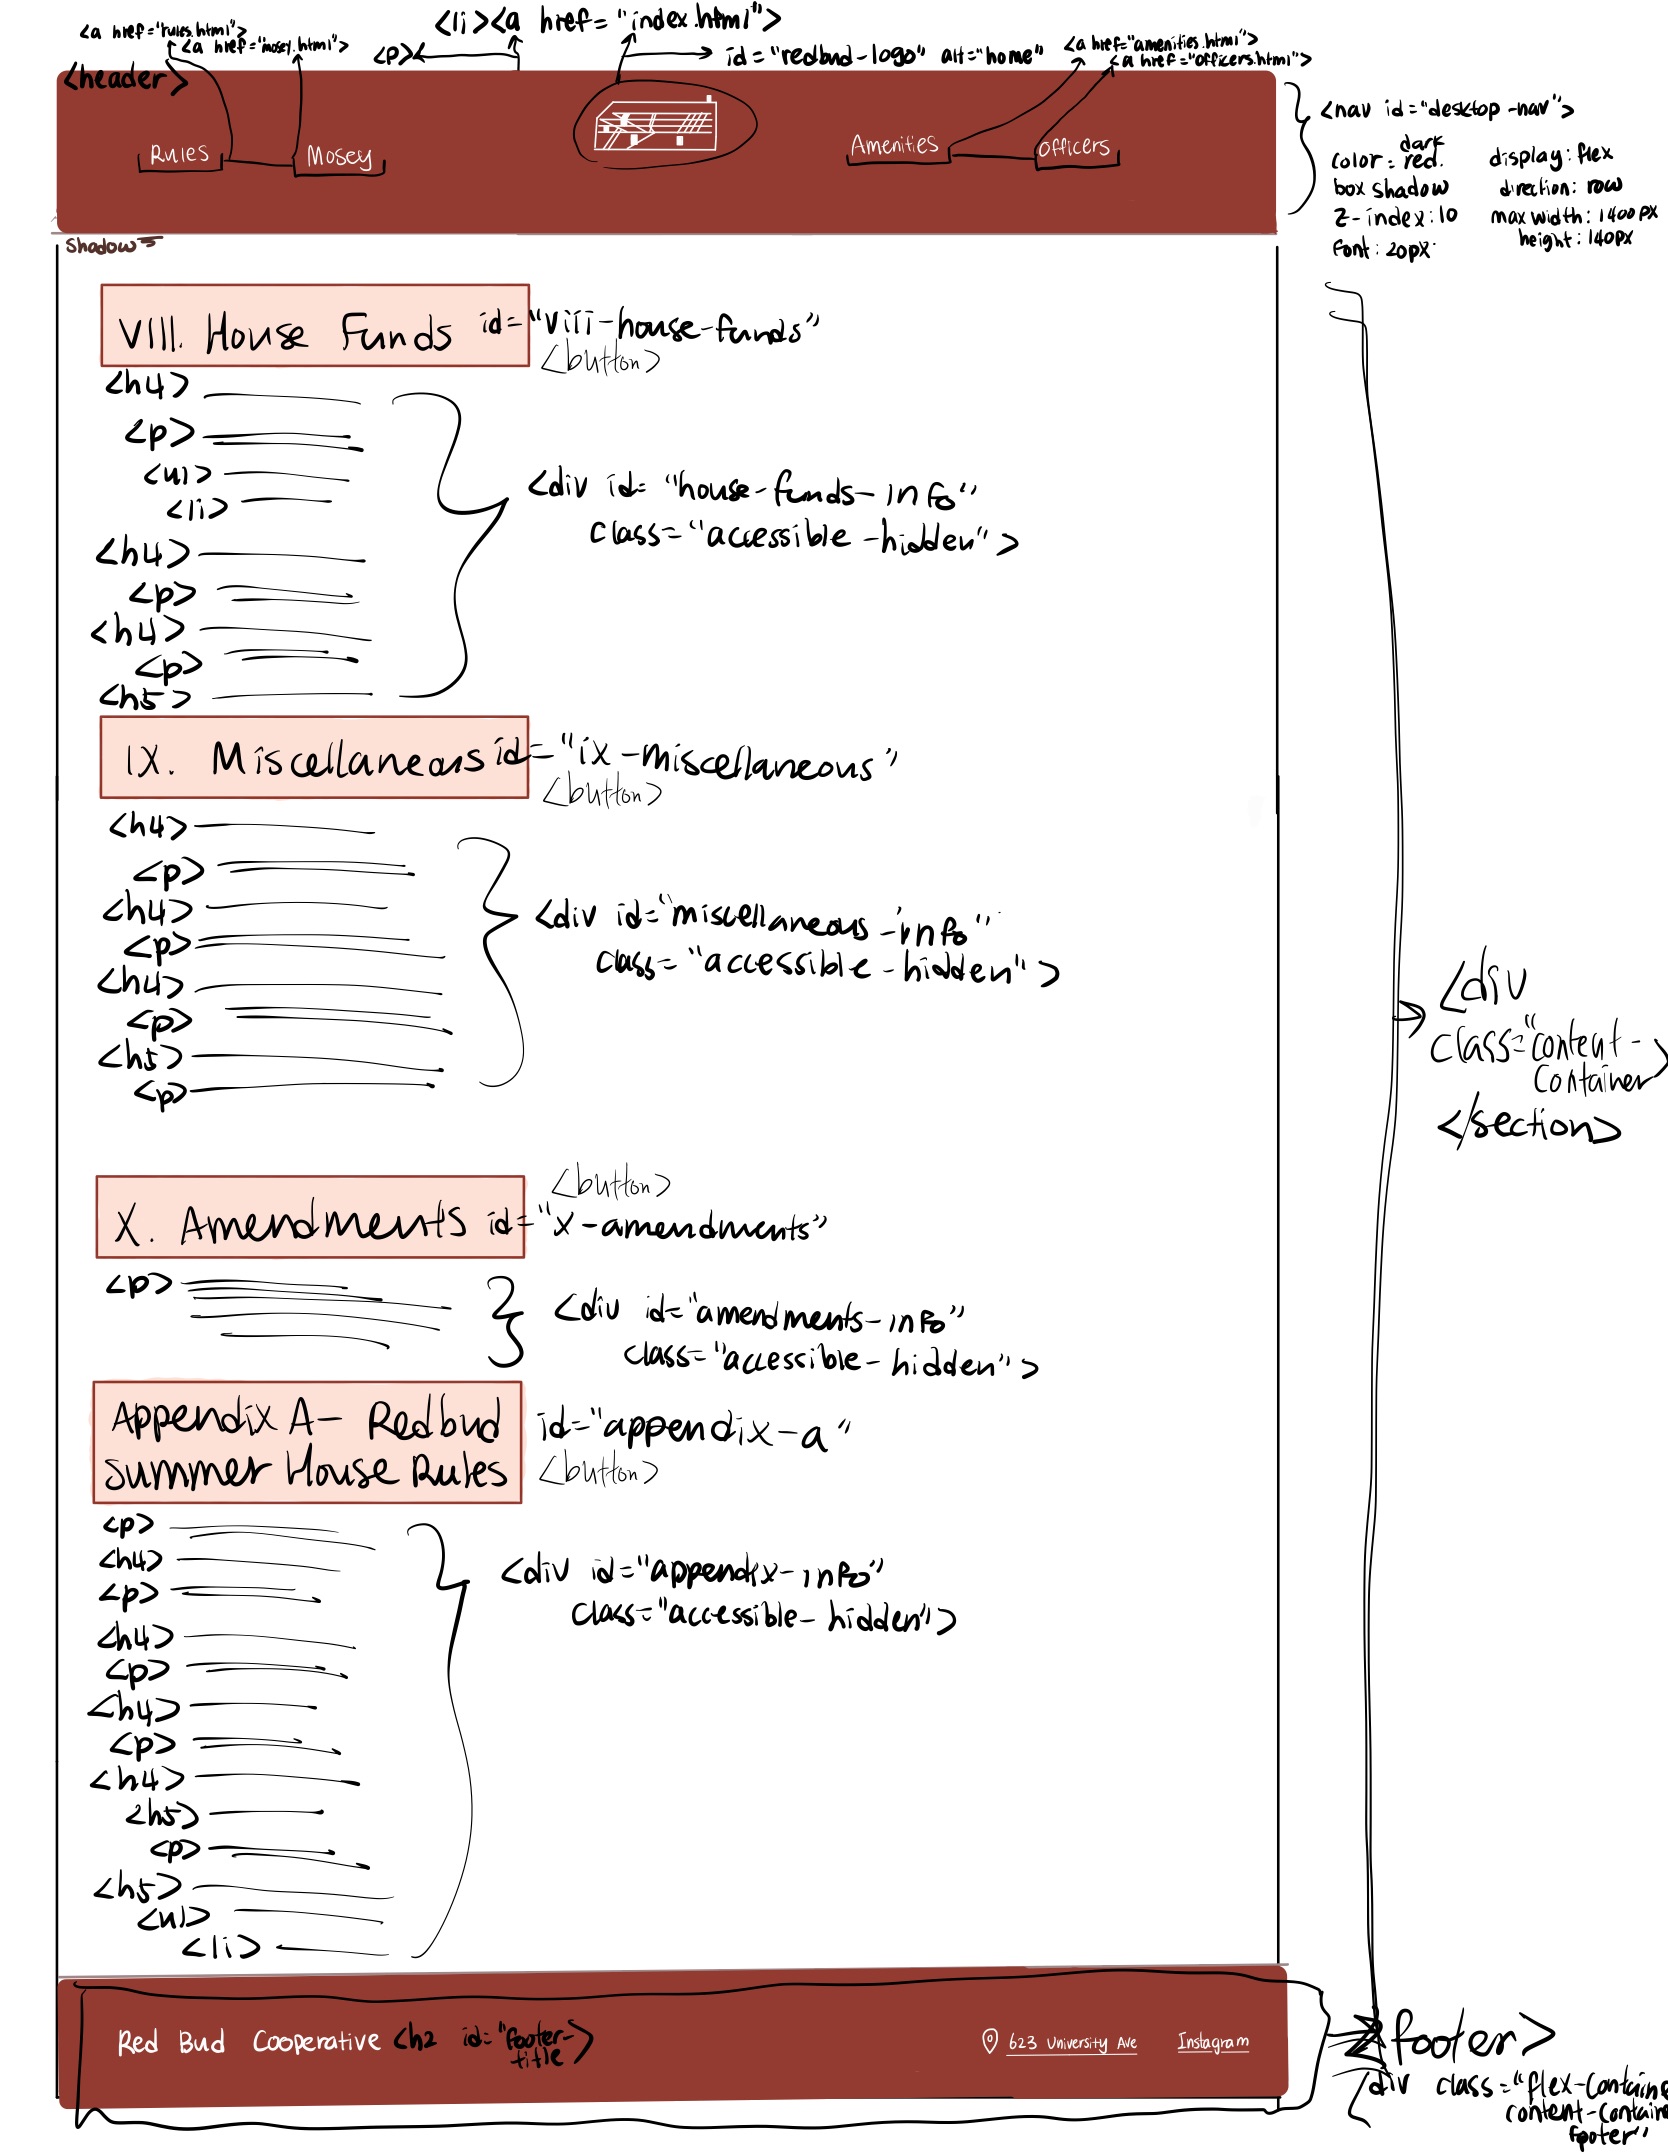 <li><a href="index.html">
<a href="rules.html">
<a href="mosey.html">
<p>
id="redbud-logo" alt="home"
<a href="amenities.html">
<a href="officers.html">
<header>
Rules
Mosey
Amenities
Officers
<nav id="desktop-nav">
color: dark red.
box shadow
z-index:10
font: 20px
display: flex
direction: row
max width: 1400px
height: 140px
Shadow
VIII. House Funds id="viii-house-funds"
<button>
<h4>
<p>
<ul>
<li>
<div id="house-funds-info"
class="accessible-hidden">
<h4>
<p>
<h4>
<p>
<h5>
IX. Miscellaneous id="ix-miscellaneous"
<button>
<h4>
<p>
<h4>
<p>
<div id="miscellaneous-info"
class="accessible-hidden">
<h4>
<p>
<h5>
<p>
<div
class="content-
container>
</section>
<button>
X. Amendments id="x-amendments"
<p>
<div id="amendments-info"
class="accessible-hidden">
Appendix A- Redbud
Summer House Rules
id="appendix-a"
<button>
<p>
<h4>
<p>
<div id="appendix-info"
class="accessible-hidden">
<h4>
<p>
<h4>
<p>
<h4>
<h5>
<p>
<h5>
<ul>
<li>
Red Bud Cooperative <h2 id="footer-
title>
623 University Ave
Instagram
<footer>
<div class="flex-containe
content-containe
footer"